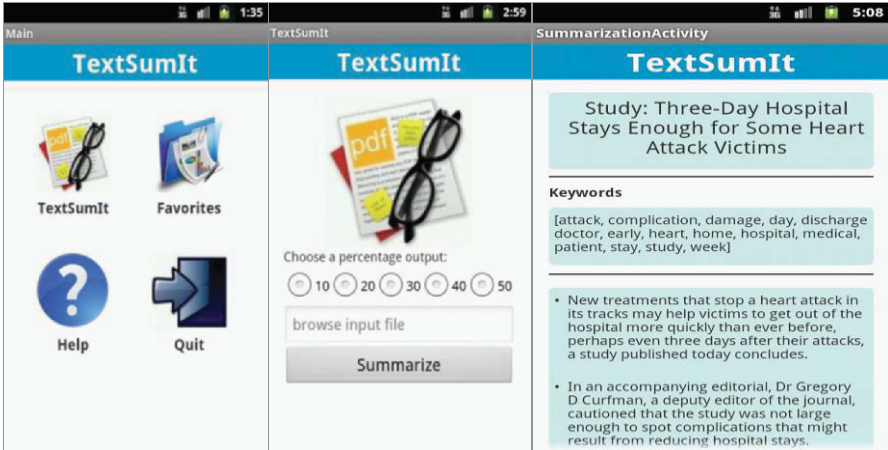 3G 1:35
Main
TextSumIt
pdf
TextSumIt Favorites
Help Quit
3G 2:59
TextSumIt
TextSumIt
pdf
Choose a percentage output:
10 20 30 40 50
browse input file
Summarize
3G 5:08
SummarizationActivity
TextSumIt
Study: Three-Day Hospital
Stays Enough for Some Heart
Attack Victims
Keywords
[attack, complication, damage, day, discharge
doctor, early, heart, home, hospital, medical,
patient, stay, study, week]
• New treatments that stop a heart attack in
its tracks may help victims to get out of the
hospital more quickly than ever before,
perhaps even three days after their attacks,
a study published today concludes.
• In an accompanying editorial, Dr Gregory
D Curfman, a deputy editor of the journal,
cautioned that the study was not large
enough to spot complications that might
result from reducing hospital stays.